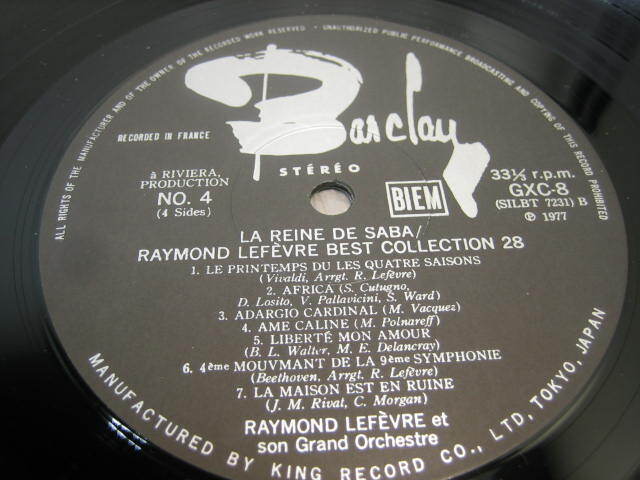 ALL RIGHTS OF THE MANUFACTURER AND OF THE OWNER OF THE RECORDED WORK RESERVED - UNAUTHORIZED PUBLIC PERFORMANCE BROADCASTING AND COPYING OF THIS RECORD PROHIBITED
Barclay
RECORDED IN FRANCE
STÉRÉO
à RIVIERA,
PRODUCTION
NO. 4
(4 Sides)
BIEM
33⅓ r.p.m.
GXC-8
(SILBT 7231) B
℗ 1977
LA REINE DE SABA/
RAYMOND LEFÈVRE BEST COLLECTION 28
1. LE PRINTEMPS DU LES QUATRE SAISONS
(Vivaldi, Arrgt. R. Lefèvre)
2. AFRICA (S. Cutugno,
D. Losito, V. Pallavicini, S. Ward)
3. ADARGIO CARDINAL (M. Vacquez)
4. AME CALINE (M. Polnareff)
5. LIBERTÉ MON AMOUR
(B. L. Waltvr, M. E. Delancray)
6. 4ème MOUVMANT DE LA 9ème SYMPHONIE
(Beethoven, Arrgt. R. Lefèvre)
7. LA MAISON EST EN RUINE
(J. M. Rivat, C. Morgan)
RAYMOND LEFÈVRE et
son Grand Orchestre
MANUFACTURED BY KING RECORD CO., LTD, TOKYO, JAPAN